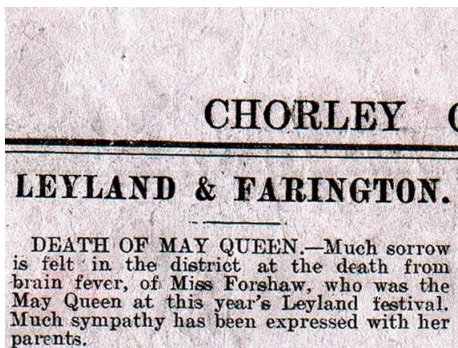 CHORLEY
LEYLAND & FARINGTON.
DEATH OF MAY QUEEN.—Much sorrow
is felt in the district at the death from
brain fever, of Miss Forshaw, who was the
May Queen at this year's Leyland festival.
Much sympathy has been expressed with her
parents.